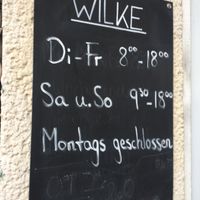 WILKE
Di-Fr 8⁰⁰-18⁰⁰
Sa u. So 9³⁰-18⁰⁰
Montags geschlossen